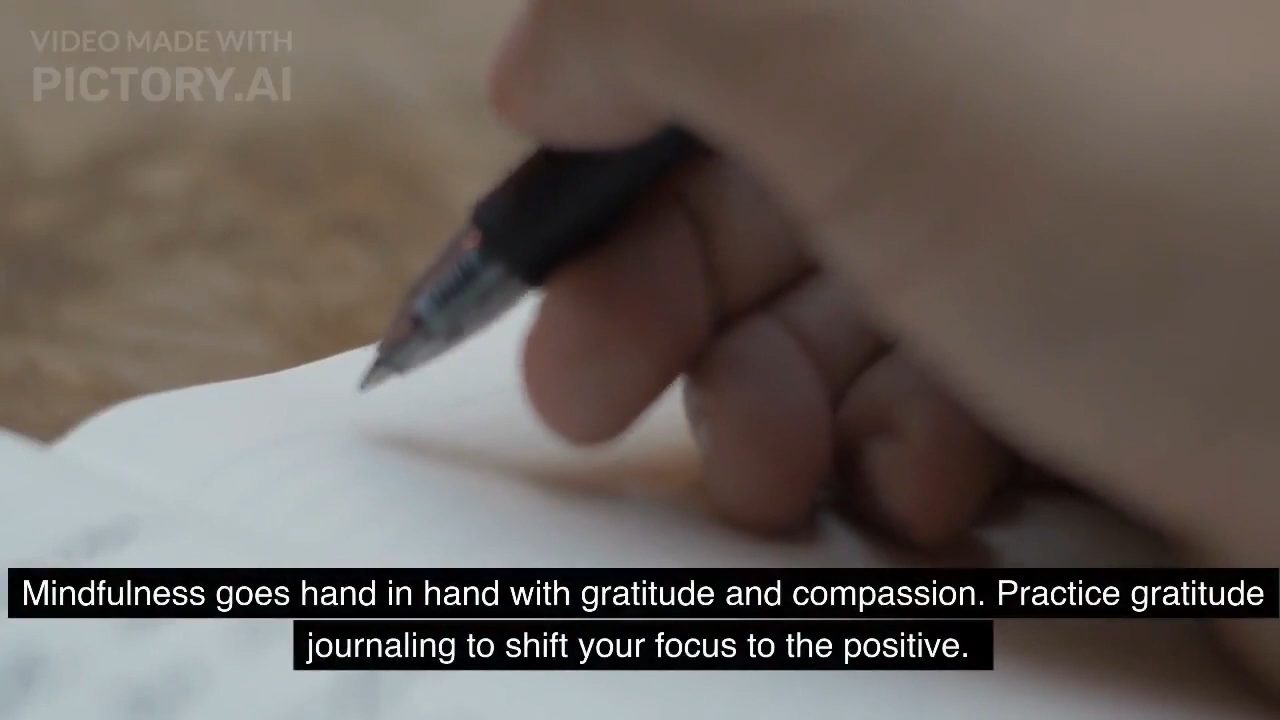 VIDEO MADE WITH
PICTORY.AI
Mindfulness goes hand in hand with gratitude and compassion. Practice gratitude
journaling to shift your focus to the positive.